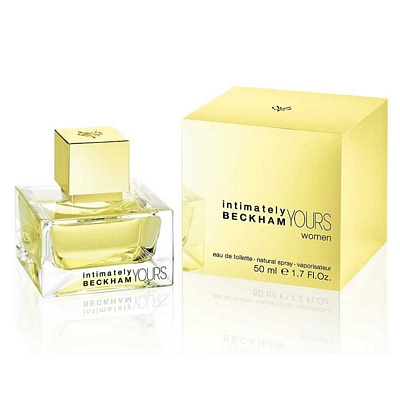 intimately
BECKHAM YOURS
women
eau de toilette · natural spray · vaporisateur
50 ml e 1.7 Fl.Oz.
intimately
BECKHAM YOURS